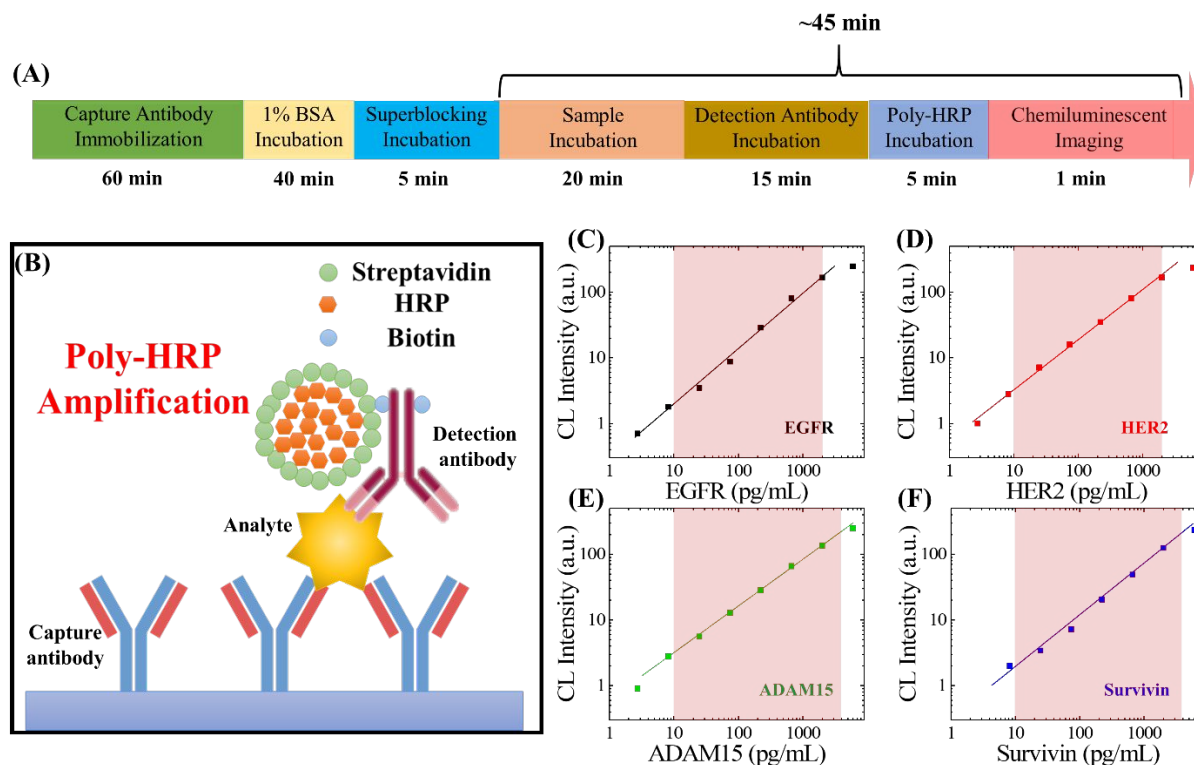 ~45 min
(A)
Capture Antibody
Immobilization
1% BSA
Incubation
Superblocking
Incubation
Sample
Incubation
Detection Antibody
Incubation
Poly-HRP
Incubation
Chemiluminescent
Imaging
60 min
40 min
5 min
20 min
15 min
5 min
1 min
(B)
Streptavidin
HRP
Biotin
Poly-HRP
Amplification
Detection
antibody
Analyte
Capture
antibody
(C)
CL Intensity (a.u.)
100
10
1
EGFR
1 10 100 1000
EGFR (pg/mL)
(D)
CL Intensity (a.u.)
100
10
1
HER2
1 10 100 1000
HER2 (pg/mL)
(E)
CL Intensity (a.u.)
100
10
1
ADAM15
1 10 100 1000
ADAM15 (pg/mL)
(F)
CL Intensity (a.u.)
100
10
1
Survivin
1 10 100 1000
Survivin (pg/mL)